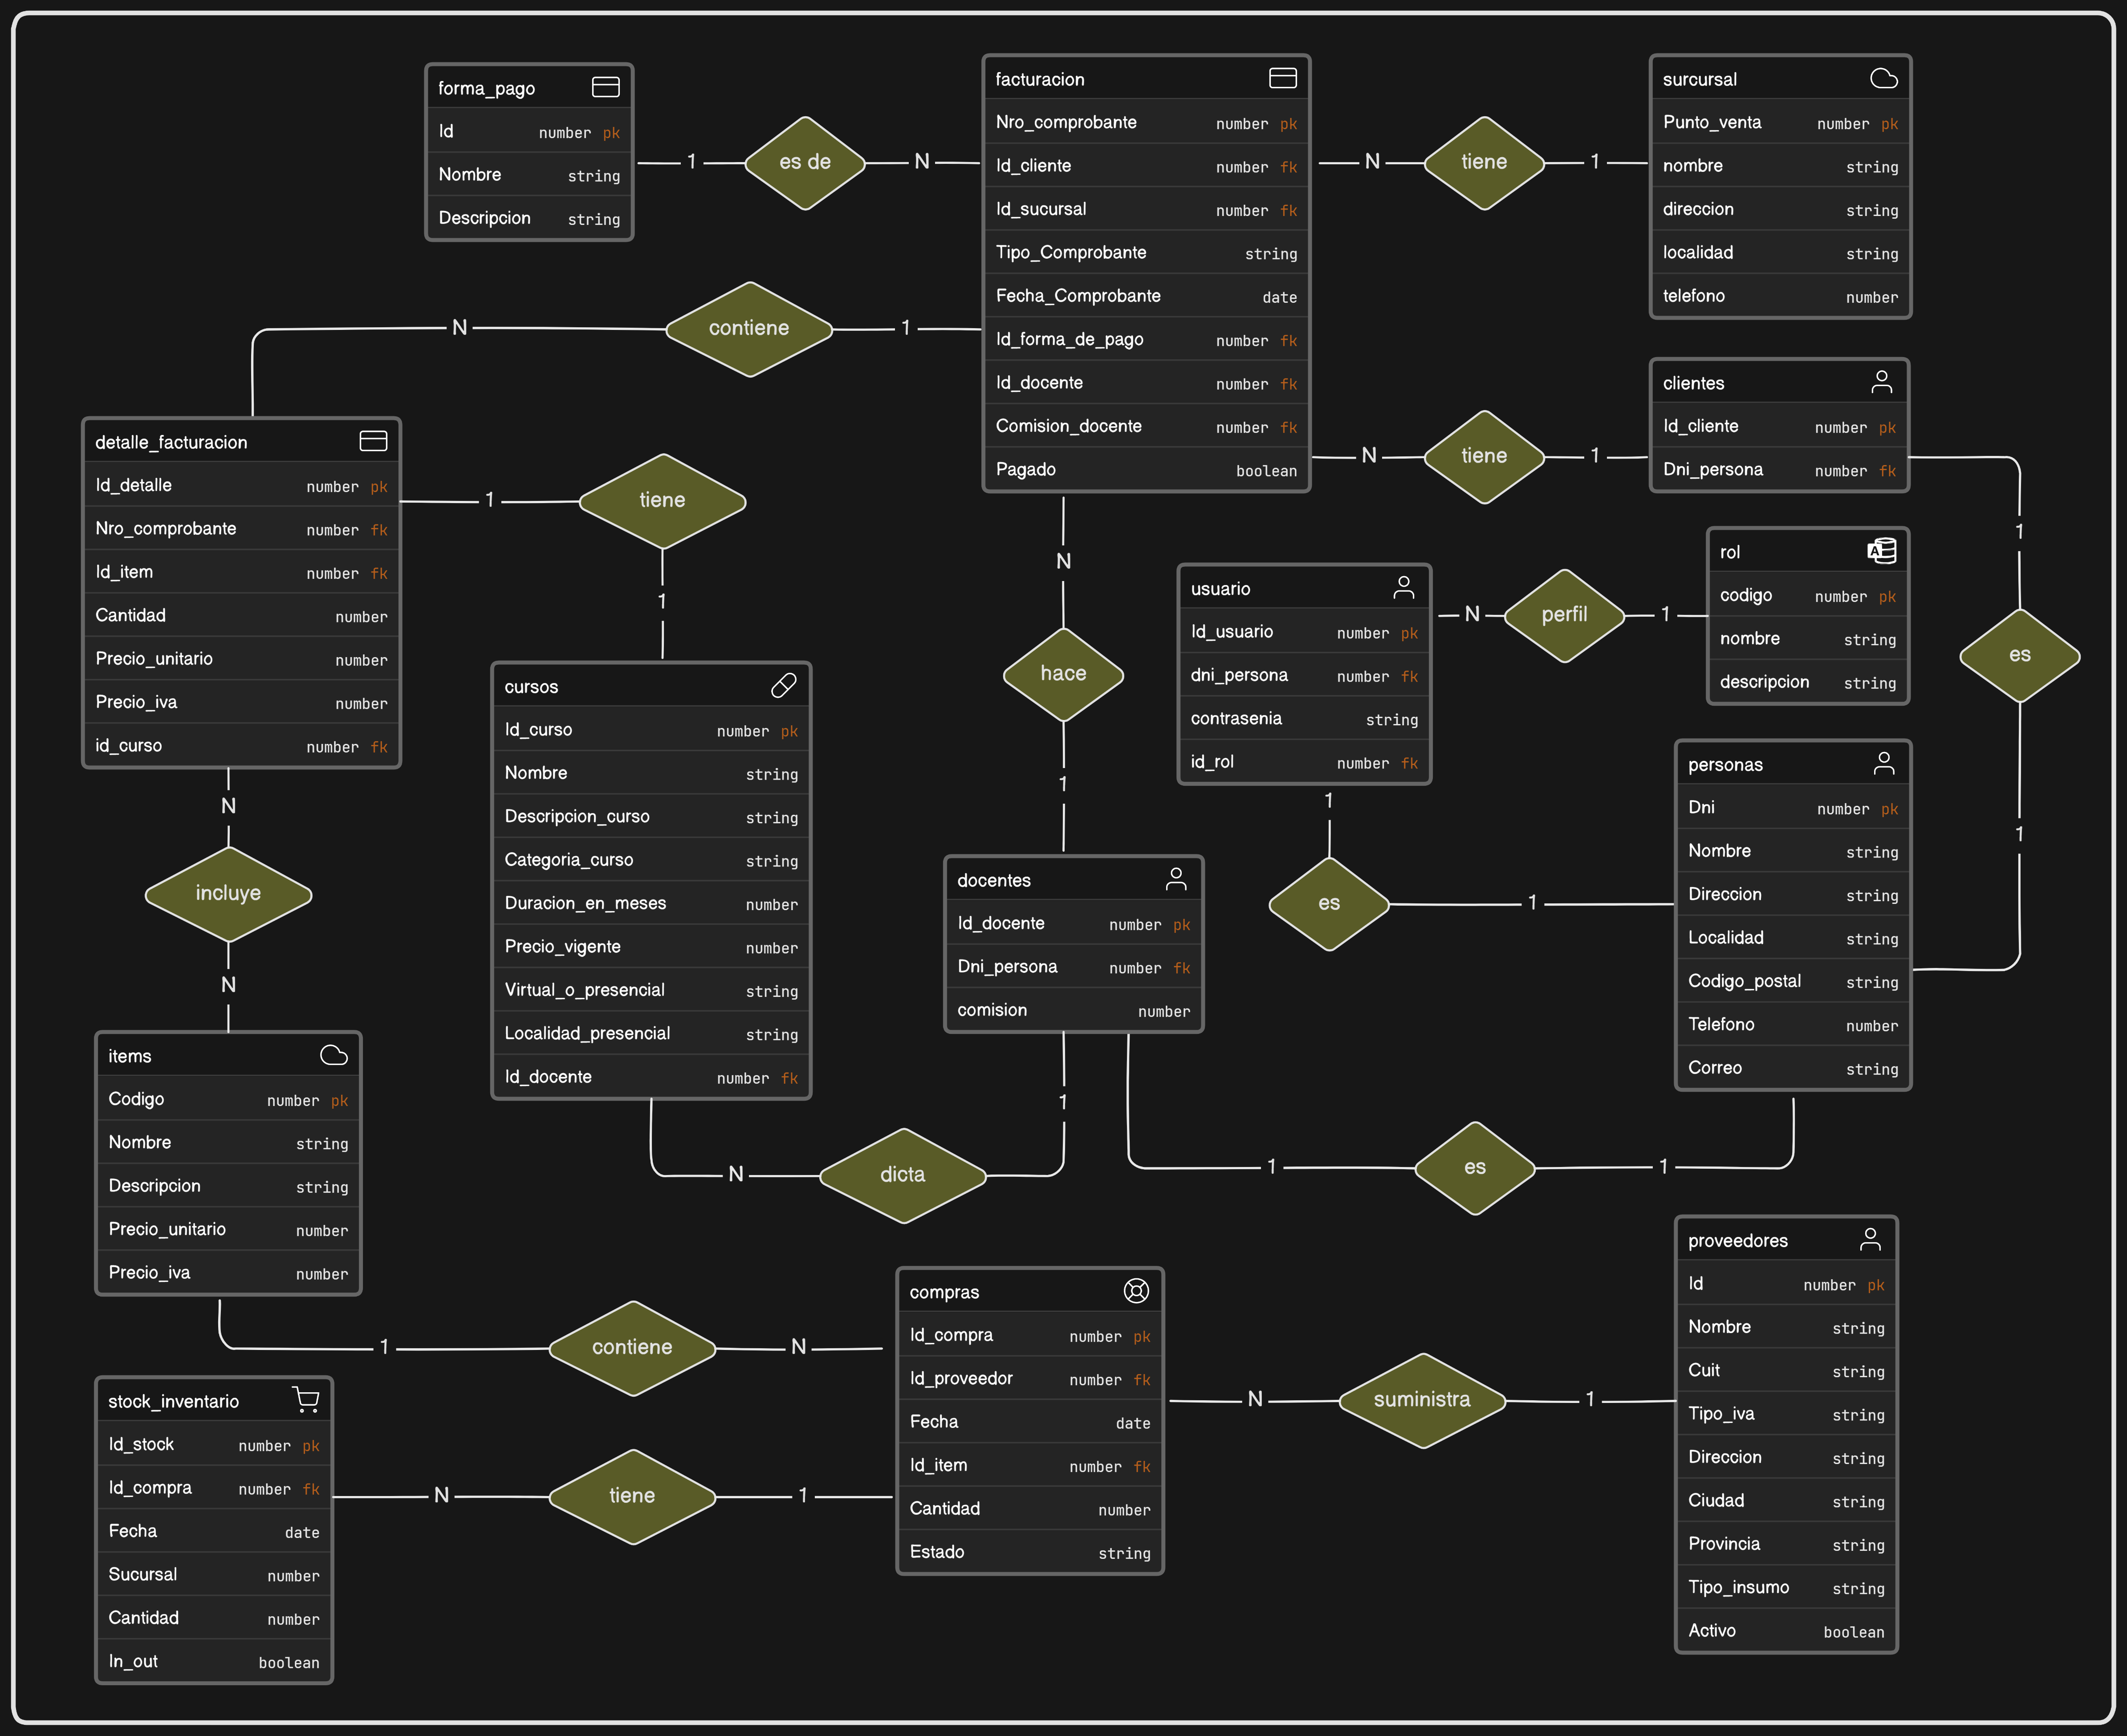 forma_pago
Id number pk
Nombre string
Descripcion string
1
es de
N
facturacion
Nro_comprobante number pk
Id_cliente number fk
Id_sucursal number fk
Tipo_Comprobante string
Fecha_Comprobante date
Id_forma_de_pago number fk
Id_docente number fk
Comision_docente number fk
Pagado boolean
N
tiene
1
surcursal
Punto_venta number pk
nombre string
direccion string
localidad string
telefono number
N
contiene
1
clientes
Id_cliente number pk
Dni_persona number fk
N
tiene
1
detalle_facturacion
Id_detalle number pk
Nro_comprobante number fk
Id_item number fk
Cantidad number
Precio_unitario number
Precio_iva number
id_curso number fk
1
tiene
1
N
hace
1
usuario
Id_usuario number pk
dni_persona number fk
contrasenia string
id_rol number fk
N
perfil
1
rol
A
codigo number pk
nombre string
descripcion string
1
es
1
cursos
Id_curso number pk
Nombre string
Descripcion_curso string
Categoria_curso string
Duracion_en_meses number
Precio_vigente number
Virtual_o_presencial string
Localidad_presencial string
Id_docente number fk
personas
Dni number pk
Nombre string
Direccion string
Localidad string
Codigo_postal string
Telefono number
Correo string
1
es
1
N
incluye
N
docentes
Id_docente number pk
Dni_persona number fk
comision number
items
Codigo number pk
Nombre string
Descripcion string
Precio_unitario number
Precio_iva number
N
dicta
1
1
es
1
proveedores
Id number pk
Nombre string
Cuit string
Tipo_iva string
Direccion string
Ciudad string
Provincia string
Tipo_insumo string
Activo boolean
compras
Id_compra number pk
Id_proveedor number fk
Fecha date
Id_item number fk
Cantidad number
Estado string
1
contiene
N
N
suministra
1
stock_inventario
Id_stock number pk
Id_compra number fk
Fecha date
Sucursal number
Cantidad number
In_out boolean
N
tiene
1